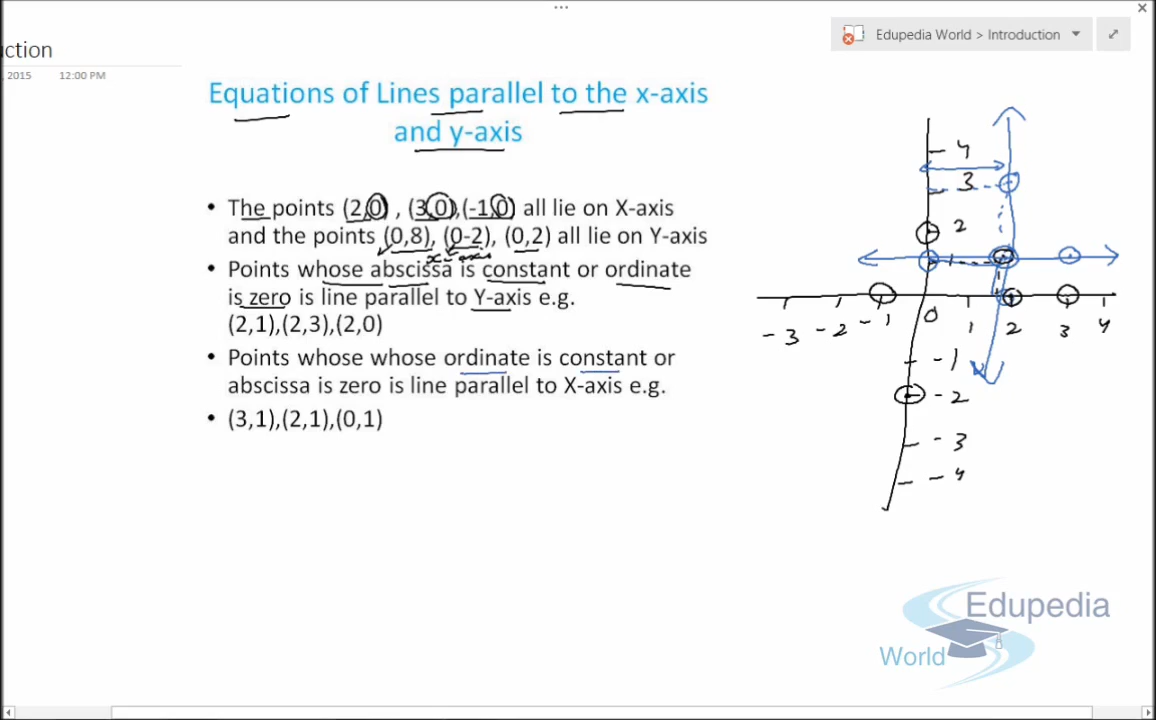 Edupedia World > Introduction
ction
, 2015 12:00 PM
Equations of Lines parallel to the x-axis
and y-axis
• The points (2,0) , (3,0),(-1,0) all lie on X-axis
and the points (0,8), (0-2), (0,2) all lie on Y-axis
x-axis
• Points whose abscissa is constant or ordinate
is zero is line parallel to Y-axis e.g.
(2,1),(2,3),(2,0)
• Points whose whose ordinate is constant or
abscissa is zero is line parallel to X-axis e.g.
• (3,1),(2,1),(0,1)
4
3
2
1
-3 -2 -1 0 1 2 3 4
-1
-2
-3
-4
Edupedia
World